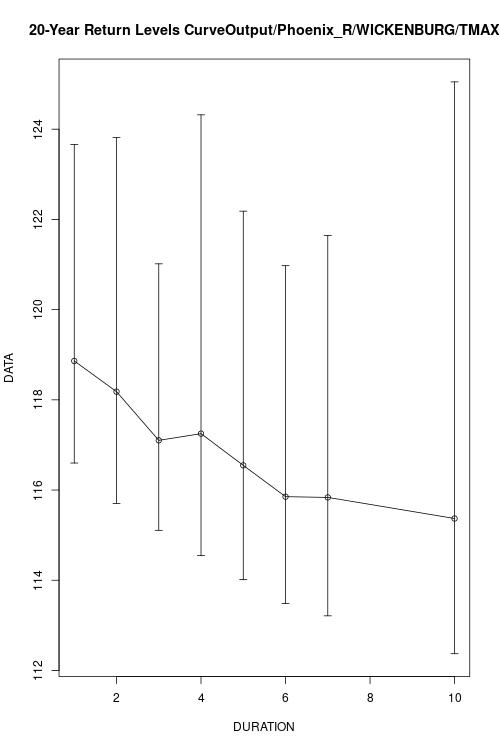 20-Year Return Levels CurveOutput/Phoenix_R/WICKENBURG/TMAX
124
122
120
118
116
114
112
DATA
2 4 6 8 10
DURATION